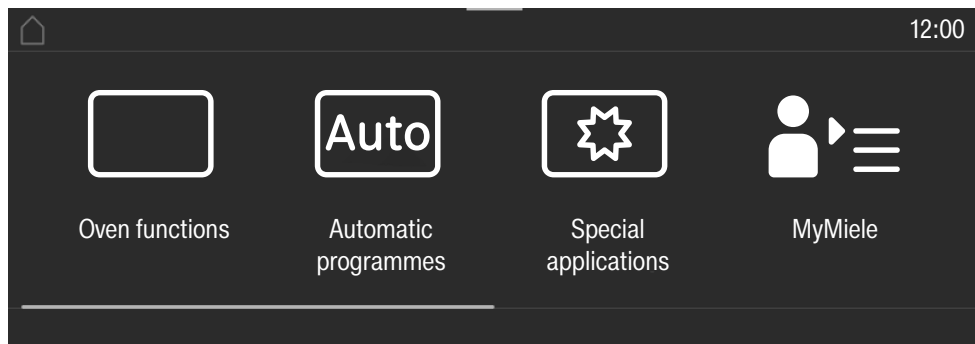 12:00
Auto
Oven functions
Automatic
programmes
Special
applications
MyMiele